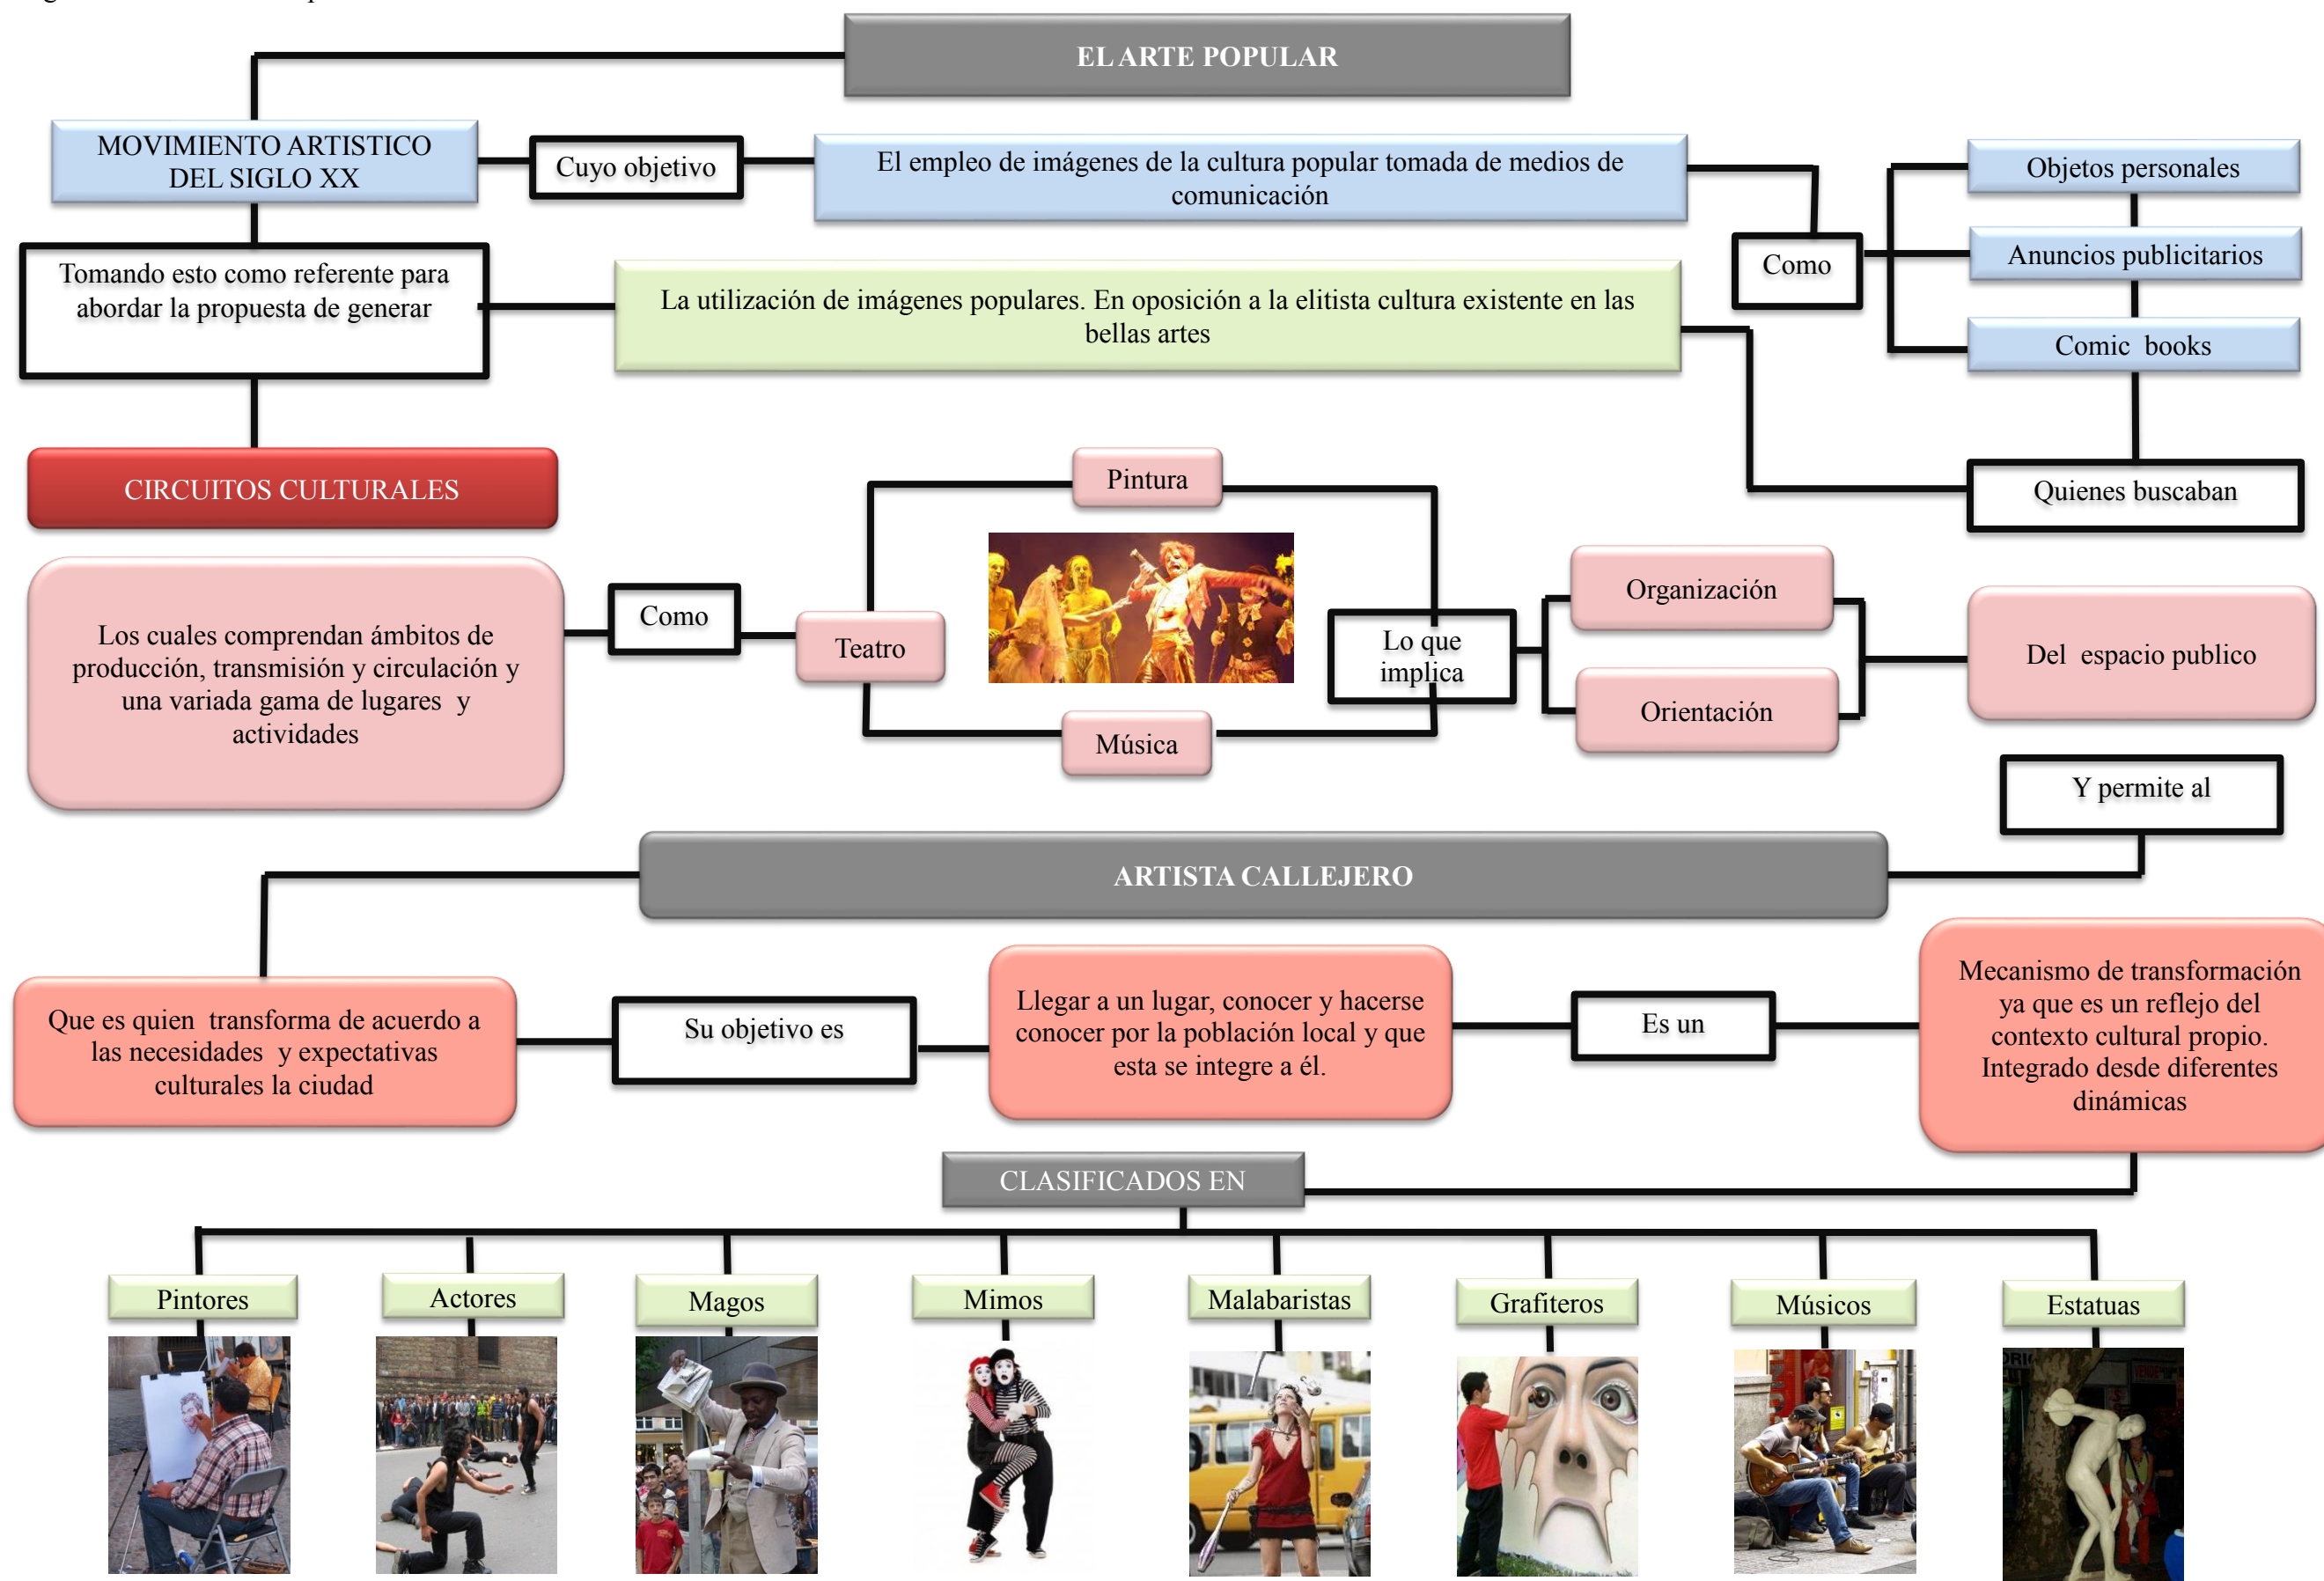 EL ARTE POPULAR
MOVIMIENTO ARTISTICO
DEL SIGLO XX
Cuyo objetivo
El empleo de imágenes de la cultura popular tomada de medios de
comunicación
Como
Objetos personales
Anuncios publicitarios
Comic books
Tomando esto como referente para
abordar la propuesta de generar
La utilización de imágenes populares. En oposición a la elitista cultura existente en las
bellas artes
Quienes buscaban
CIRCUITOS CULTURALES
Los cuales comprendan ámbitos de
producción, transmisión y circulación y
una variada gama de lugares y
actividades
Como
Pintura
Teatro
Música
Lo que
implica
Organización
Orientación
Del espacio publico
Y permite al
ARTISTA CALLEJERO
Que es quien transforma de acuerdo a
las necesidades y expectativas
culturales la ciudad
Su objetivo es
Llegar a un lugar, conocer y hacerse
conocer por la población local y que
esta se integre a él.
Es un
Mecanismo de transformación
ya que es un reflejo del
contexto cultural propio.
Integrado desde diferentes
dinámicas
CLASIFICADOS EN
Pintores
Actores
Magos
Mimos
Malabaristas
Grafiteros
Músicos
Estatuas